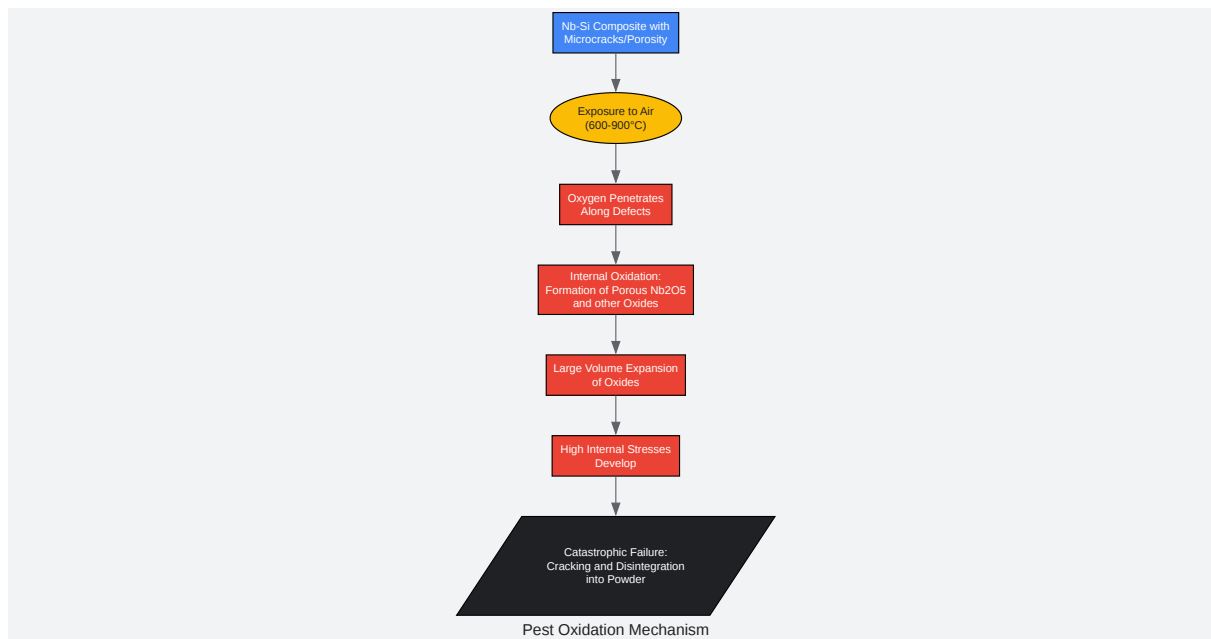 Nb-Si Composite with
Microcracks/Porosity
Exposure to Air
(600-900°C)
Oxygen Penetrates
Along Defects
Internal Oxidation:
Formation of Porous Nb2O5
and other Oxides
Large Volume Expansion
of Oxides
High Internal Stresses
Develop
Catastrophic Failure:
Cracking and Disintegration
into Powder
Pest Oxidation Mechanism